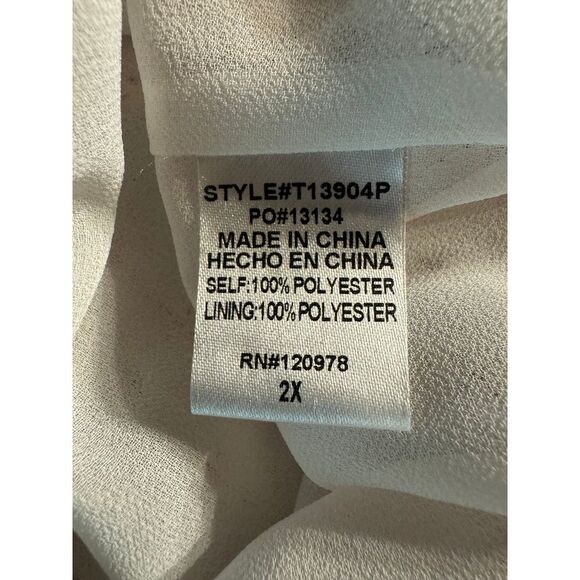 STYLE#T13904P
PO#13134
MADE IN CHINA
HECHO EN CHINA
SELF:100% POLYESTER
LINING:100% POLYESTER
RN#120978
2X